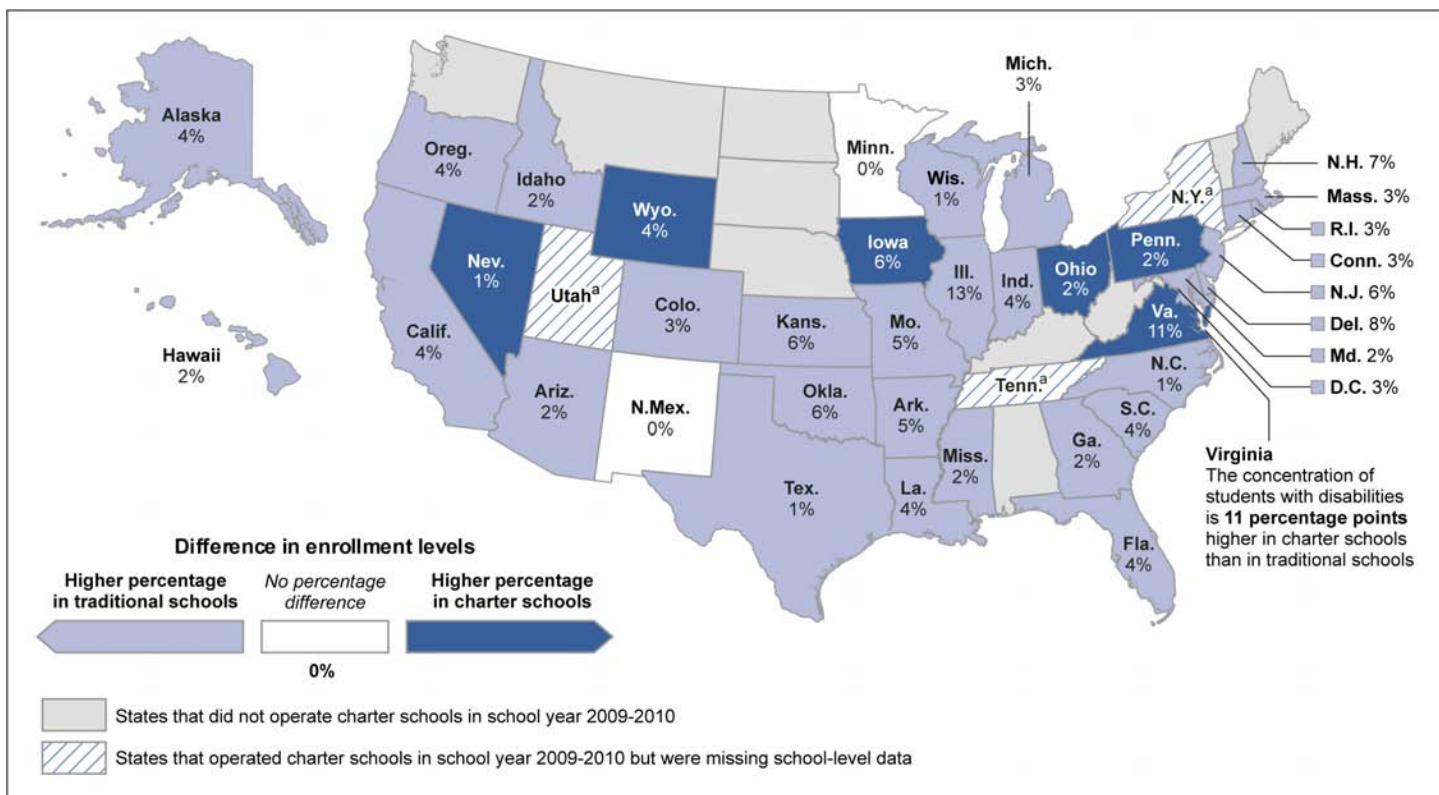 Alaska
4%
Hawaii
2%
Oreg.
4%
Idaho
2%
Wyo.
4%
Nev.
1%
Utahᵃ
Calif.
4%
Colo.
3%
Ariz.
2%
N.Mex.
0%
Kans.
6%
Okla.
6%
Tex.
1%
Minn.
0%
Iowa
6%
Mo.
5%
Ark.
5%
La.
4%
Wis.
1%
Ill.
13%
Mich.
3%
Ind.
4%
Ohio
2%
Penn.
2%
N.Y.ᵃ
Va.
11%
Tenn.ᵃ
N.C.
1%
S.C.
4%
Ga.
2%
Miss.
2%
Fla.
4%
N.H. 7%
Mass. 3%
R.I. 3%
Conn. 3%
N.J. 6%
Del. 8%
Md. 2%
D.C. 3%
Virginia
The concentration of
students with disabilities
is 11 percentage points
higher in charter schools
than in traditional schools
Difference in enrollment levels
Higher percentage
in traditional schools
No percentage
difference
Higher percentage
in charter schools
0%
States that did not operate charter schools in school year 2009-2010
States that operated charter schools in school year 2009-2010 but were missing school-level data